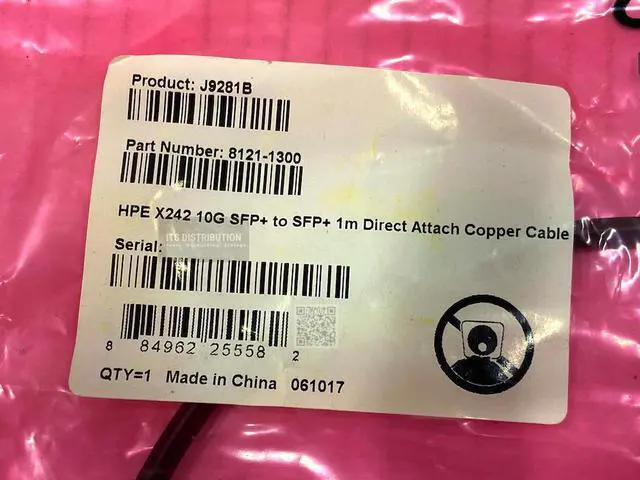 Product: J9281B
Part Number: 8121-1300
HPE X242 10G SFP+ to SFP+ 1m Direct Attach Copper Cable
ITS DISTRIBUTION
Serial:
8 84962 25558 2
QTY=1 Made in China 061017